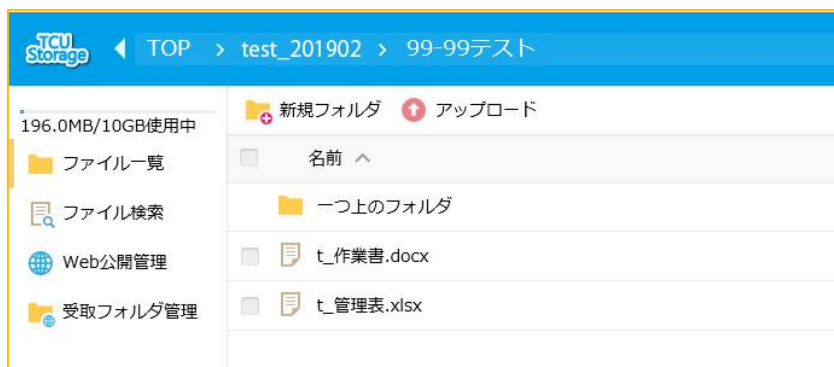 TCU Storage
TOP > test_201902 > 99-99テスト
196.0MB/10GB使用中
ファイル一覧
ファイル検索
Web公開管理
受取フォルダ管理
新規フォルダ アップロード
名前
一つ上のフォルダ
t_作業書.docx
t_管理表.xlsx